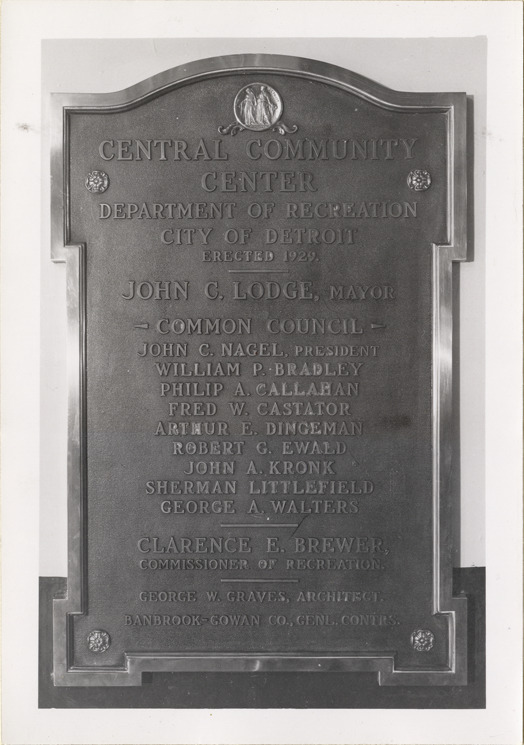 CENTRAL COMMUNITY
CENTER
DEPARTMENT OF RECREATION
CITY OF DETROIT
ERECTED 1929.
JOHN C. LODGE, MAYOR
- COMMON COUNCIL -
JOHN C. NAGEL, PRESIDENT
WILLIAM P. BRADLEY
PHILIP A. CALLAHAN
FRED W. CASTATOR
ARTHUR E. DINGEMAN
ROBERT G. EWALD
JOHN A. KRONK
SHERMAN LITTLEFIELD
GEORGE A. WALTERS
CLARENCE E. BREWER,
COMMISSIONER OF RECREATION.
GEORGE W. GRAVES, ARCHITECT.
BANBROOK-GOWAN CO., GENL. CONTRS.